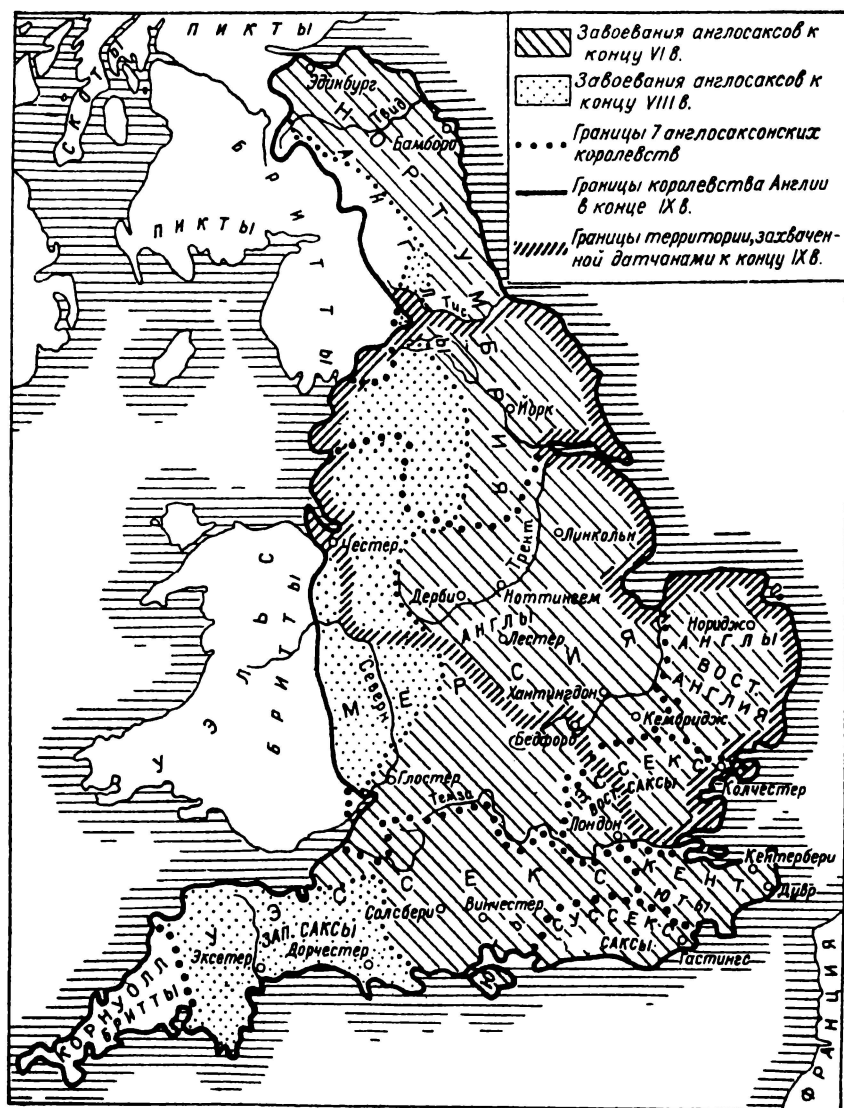 Завоевания англосаксов к
концу VI в.
Завоевания англосаксов к
концу VIII в.
Границы 7 англосаксонских
королевств
Границы королевства Англии
в конце IX в.
Границы территории, захвачен-
ной датчанами к концу IX в.
ПИКТЫ
ПИКТЫ
СКОТЫ
Эдинбург
Твид
Бамборо
НОРТУМБРИЯ
АНГЛЫ
БРИТТЫ
ПИКТЫ
Тис
Йорк
Честер
Трент
Линкольн
Дерби
Ноттингем
АНГЛЫ
Лестер
Норидж
АНГЛЫ
ВОСТ.
АНГЛИЯ
УЭЛЬС
БРИТТЫ
Северн
МЕРСИЯ
Хантингдон
Кембридж
Бедфорд
ЭССЕКС
ВОСТ. САКСЫ
Колчестер
Глостер
Темза
Лондон
Кентербери
КЕНТ
ЮТЫ
Дувр
УЭССЕКС
Солсбери
Винчестер
СУССЕКС
САКСЫ
Гастингс
ЗАП. САКСЫ
Эксетер
Дорчестер
КОРНУОЛЛ
БРИТТЫ
ЮТЫ
ФРАНЦИЯ